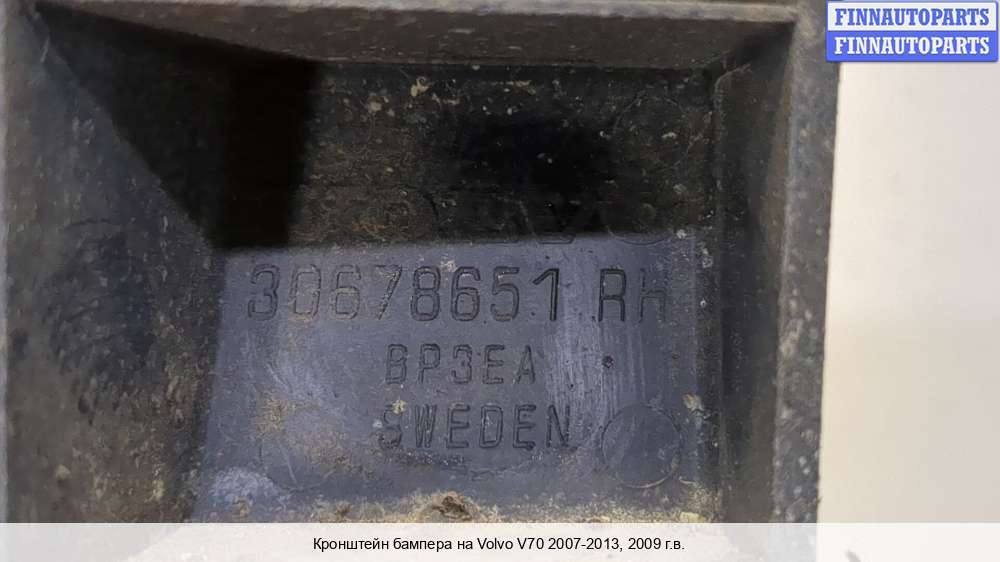 FINNAUTOPARTS
FINNAUTOPARTS
30678651 RH
BP3EA
SWEDEN
Кронштейн бампера на Volvo V70 2007-2013, 2009 г.в.